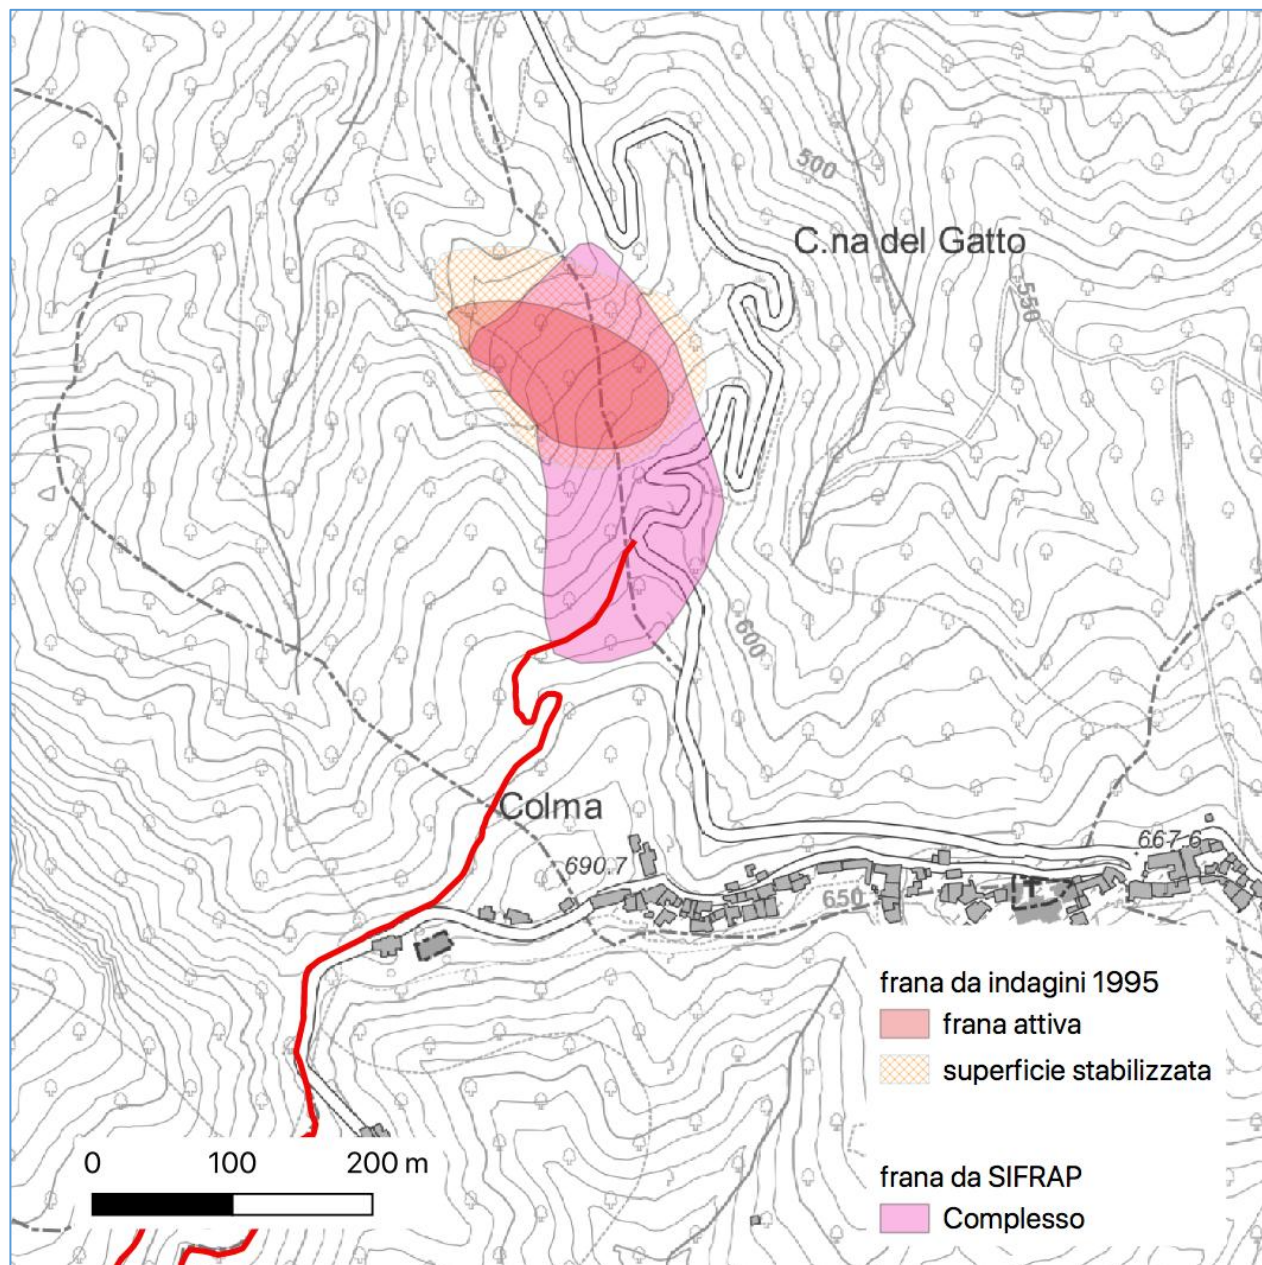 500
C.na del Gatto
550
600
Colma
690.7
667.6
650
frana da indagini 1995
frana attiva
superficie stabilizzata
0 100 200 m
frana da SIFRAP
Complesso